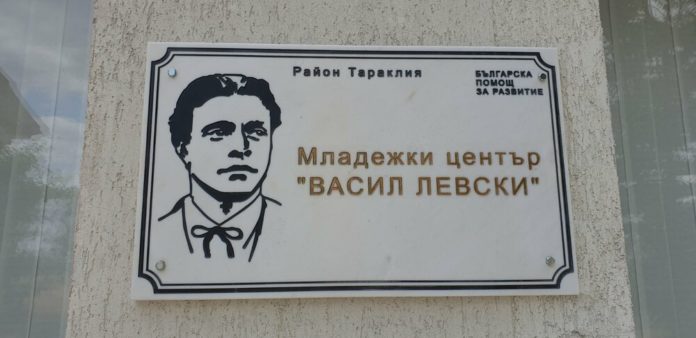 Район Тараклия
БЪЛГАРСКА
ПОМОЩ
ЗА РАЗВИТИЕ
Младежки център
"ВАСИЛ ЛЕВСКИ"